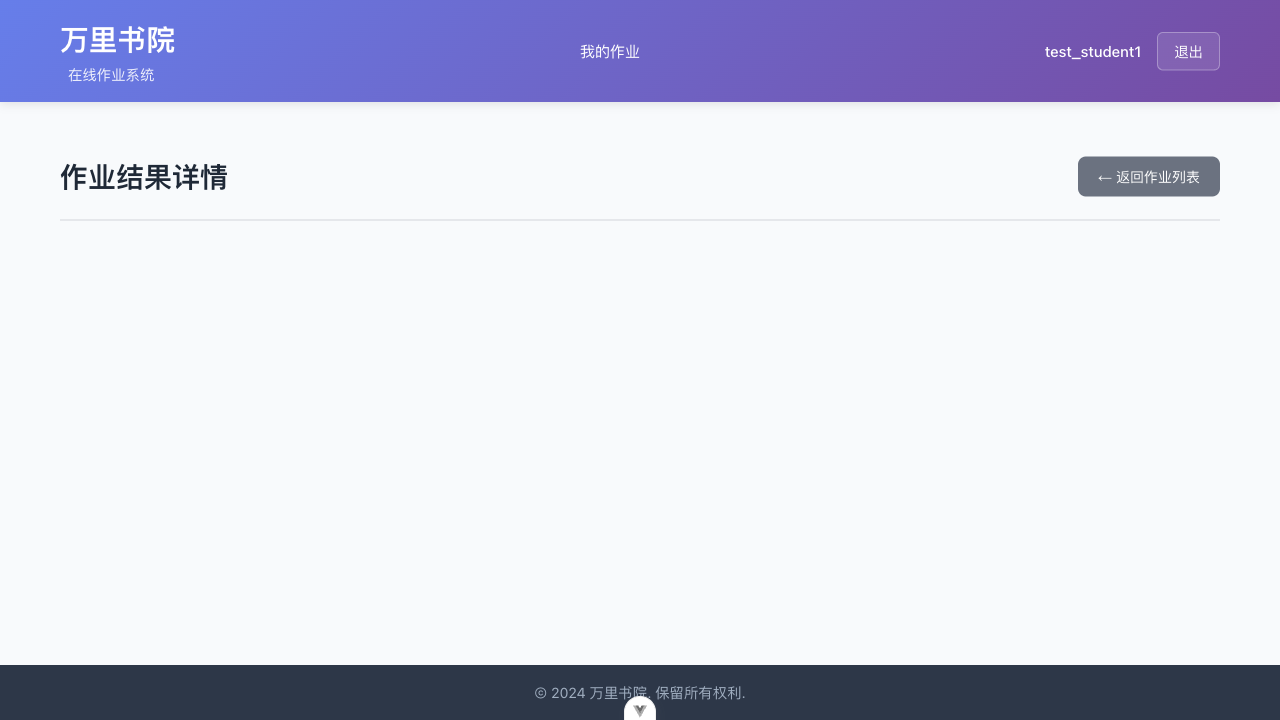 万里书院
在线作业系统
我的作业
test_student1
退出
作业结果详情
← 返回作业列表
© 2024 万里书院. 保留所有权利.